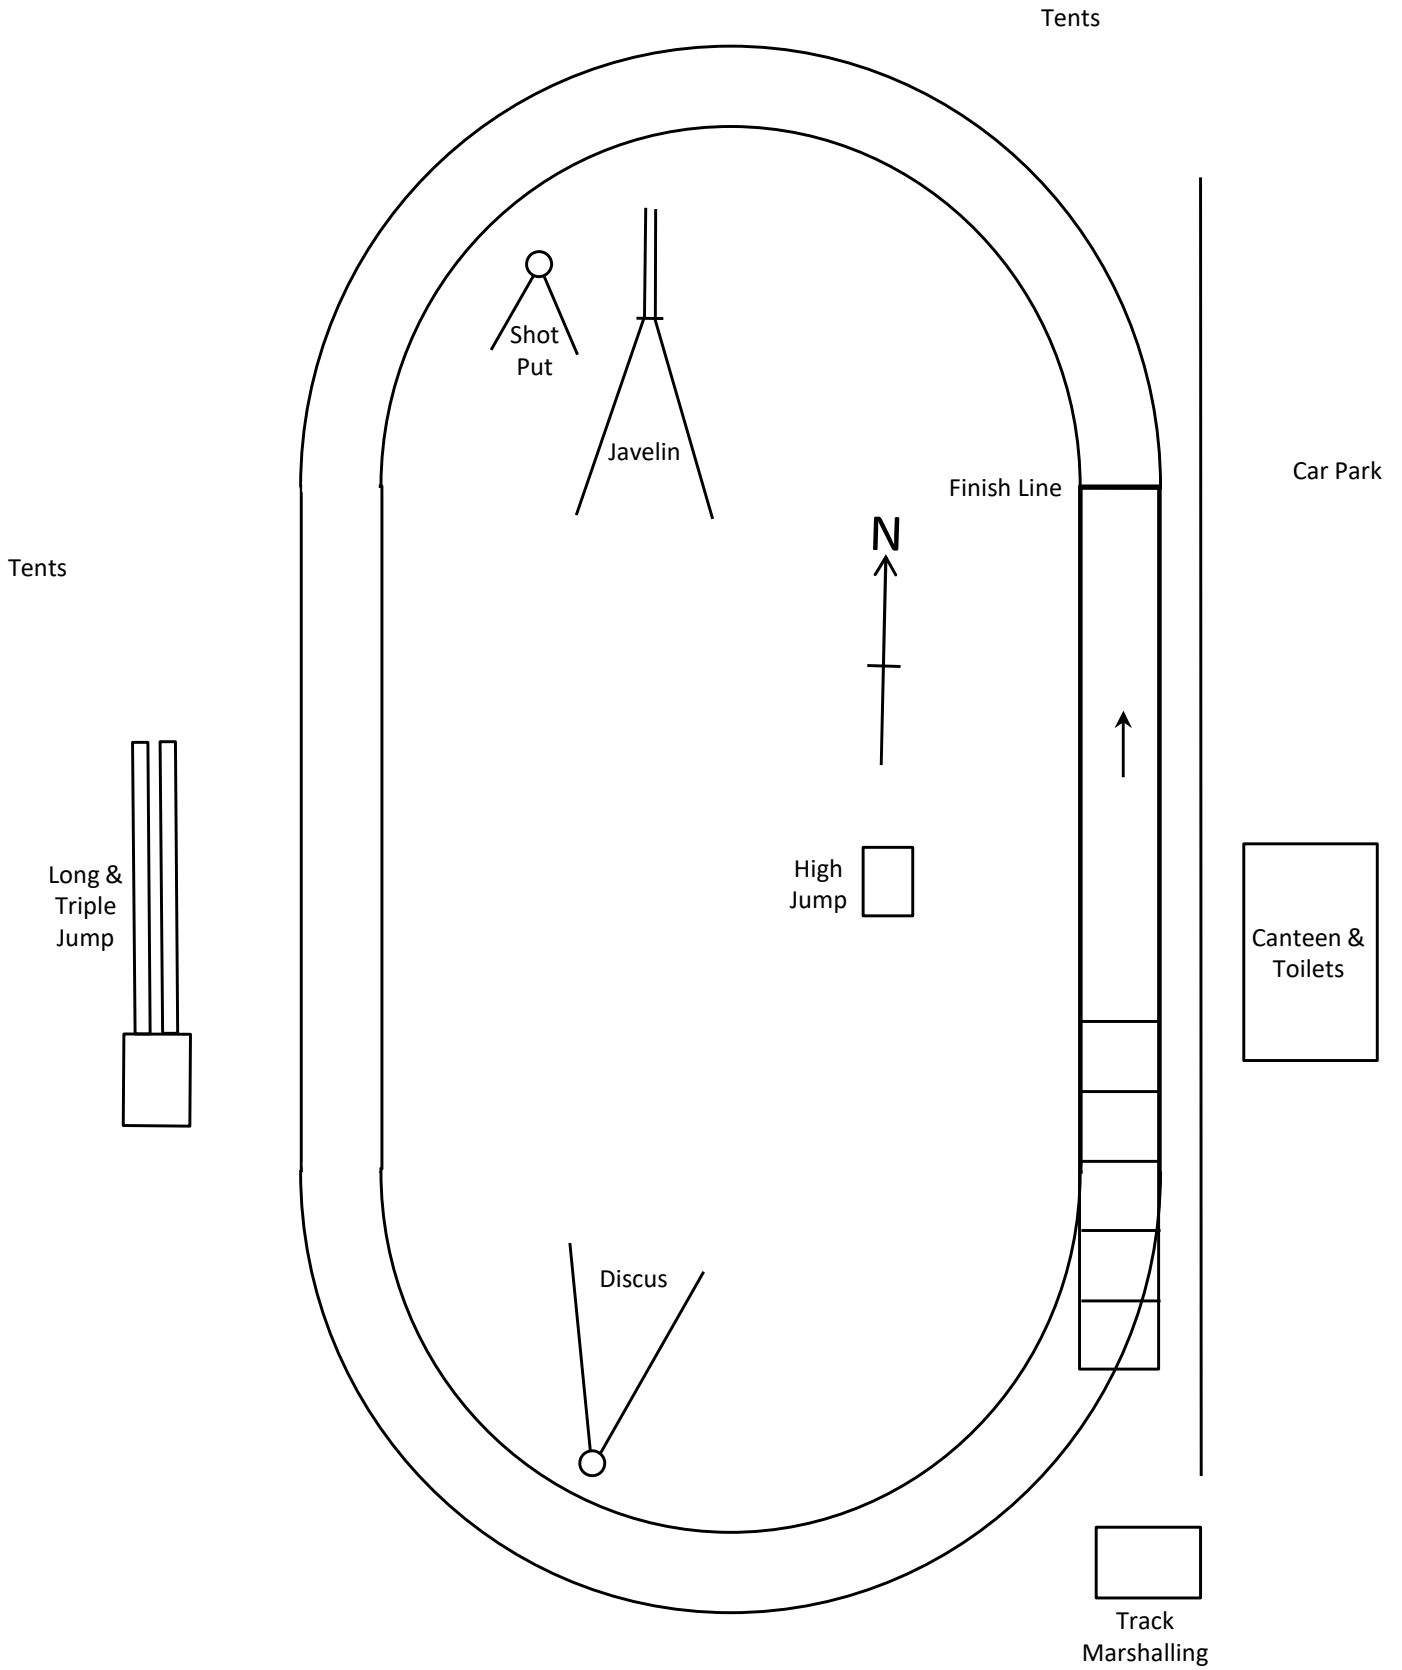 Tents
Shot
Put
Javelin
Finish Line
Car Park
N
Tents
Long &
Triple
Jump
High
Jump
Canteen &
Toilets
Discus
Track
Marshalling